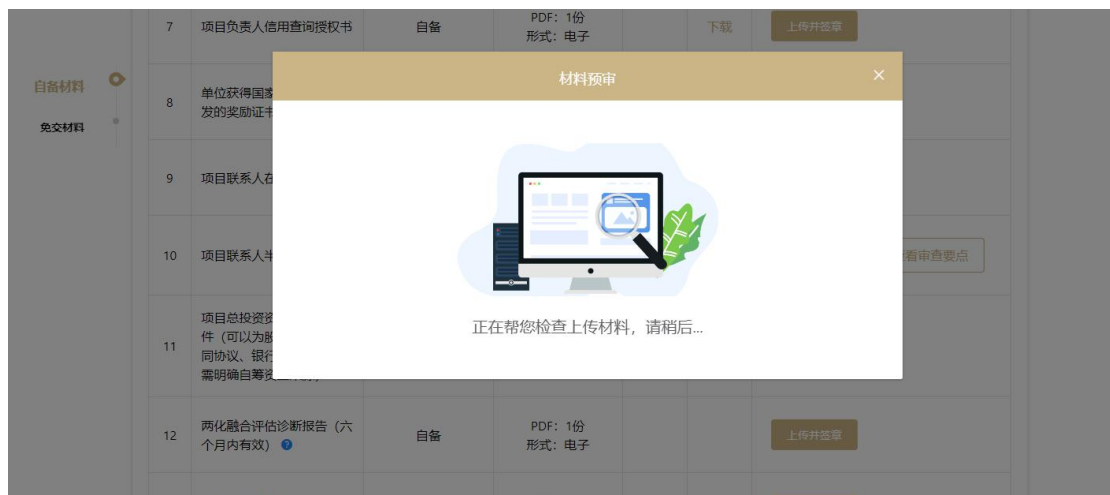 7
项目负责人信用查询授权书
自备
PDF：1份
形式：电子
下载
上传并签章
材料预审
×
自备材料
免交材料
8
单位获得国家
发的奖励证书
9
项目联系人在
10
项目联系人半
看审查要点
正在帮您检查上传材料，请稍后...
11
项目总投资资
件（可以为股
同协议、银行
需明确自筹资
12
两化融合评估诊断报告（六
个月内有效）
自备
PDF：1份
形式：电子
上传并签章